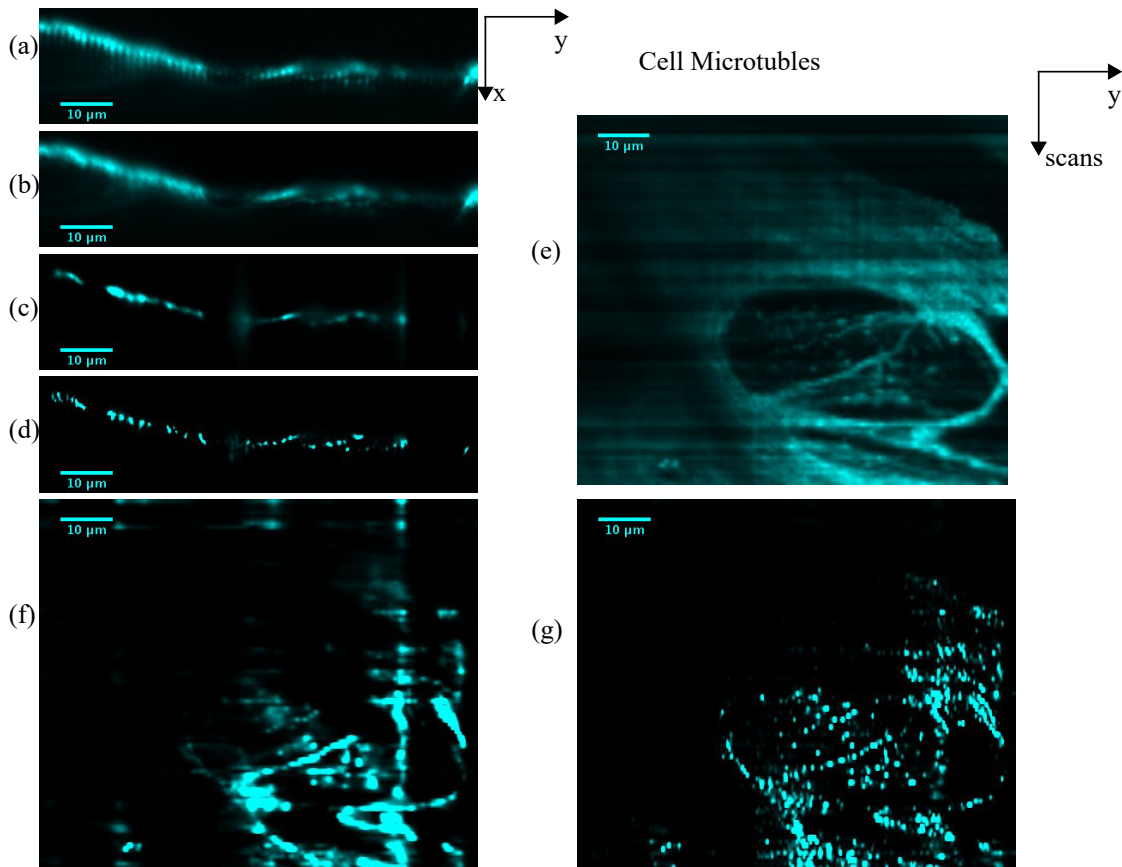 (a)
10 µm
y
x
Cell Microtubles
y
scans
(b)
10 µm
(c)
10 µm
(d)
10 µm
(e)
10 µm
(f)
10 µm
(g)
10 µm